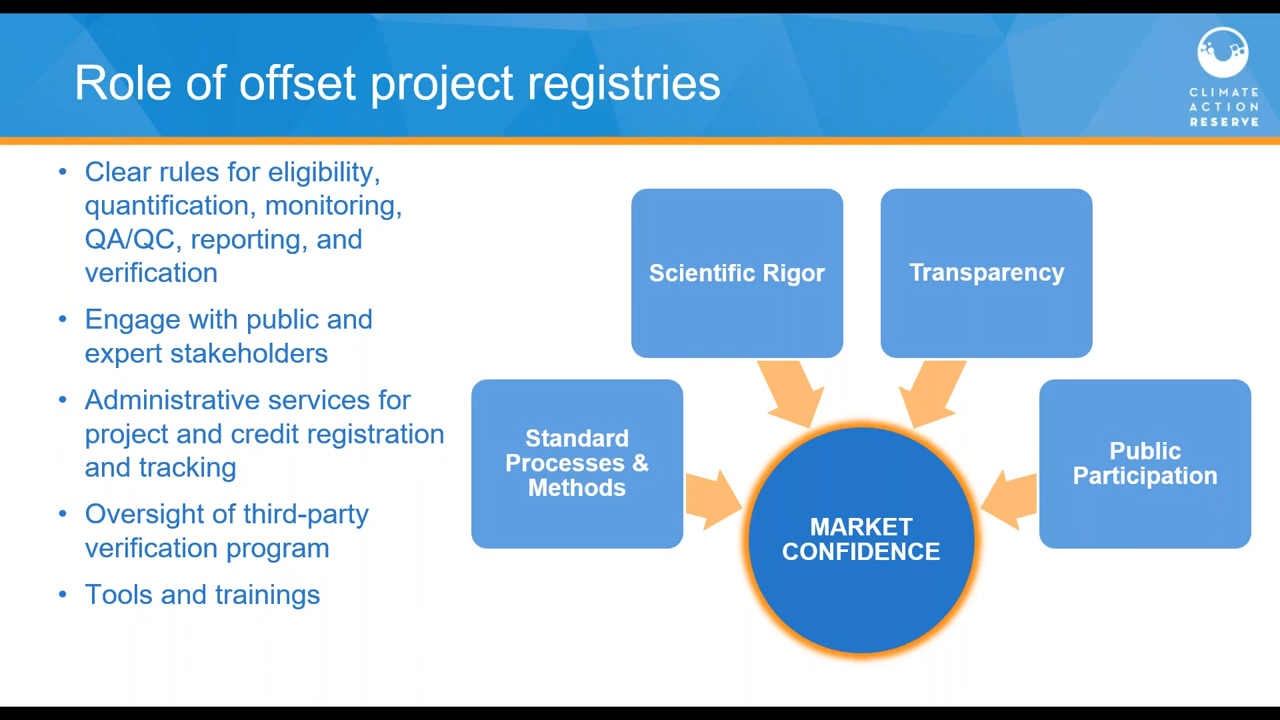 Role of offset project registries
CLIMATE
ACTION
RESERVE
• Clear rules for eligibility,
quantification, monitoring,
QA/QC, reporting, and
verification
• Engage with public and
expert stakeholders
• Administrative services for
project and credit registration
and tracking
• Oversight of third-party
verification program
• Tools and trainings
Standard
Processes &
Methods
Scientific Rigor
Transparency
Public
Participation
MARKET
CONFIDENCE